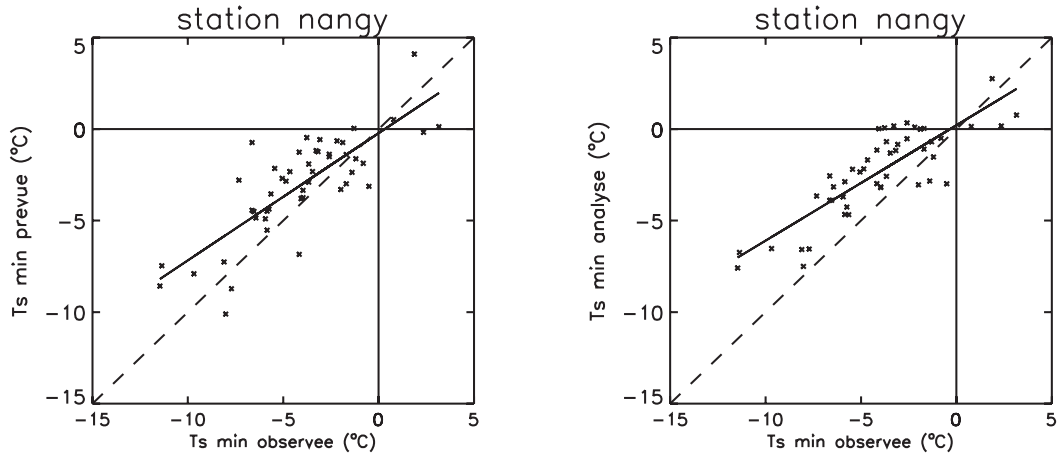 station nangy
5
0
−5
−10
−15
Ts min prevue (°C)
−15 −10 −5 0 5
Ts min observee (°C)
station nangy
5
0
−5
−10
−15
Ts min analyse (°C)
−15 −10 −5 0 5
Ts min observee (°C)